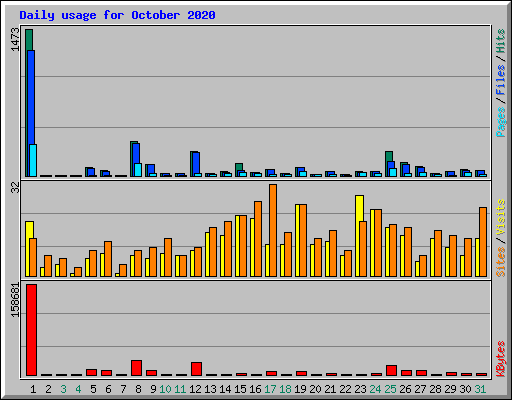 Daily usage for October 2020
1473
Pages / Files / Hits
32
Sites / Visits
158681
KBytes
1 2 3 4 5 6 7 8 9 10 11 12 13 14 15 16 17 18 19 20 21 22 23 24 25 26 27 28 29 30 31